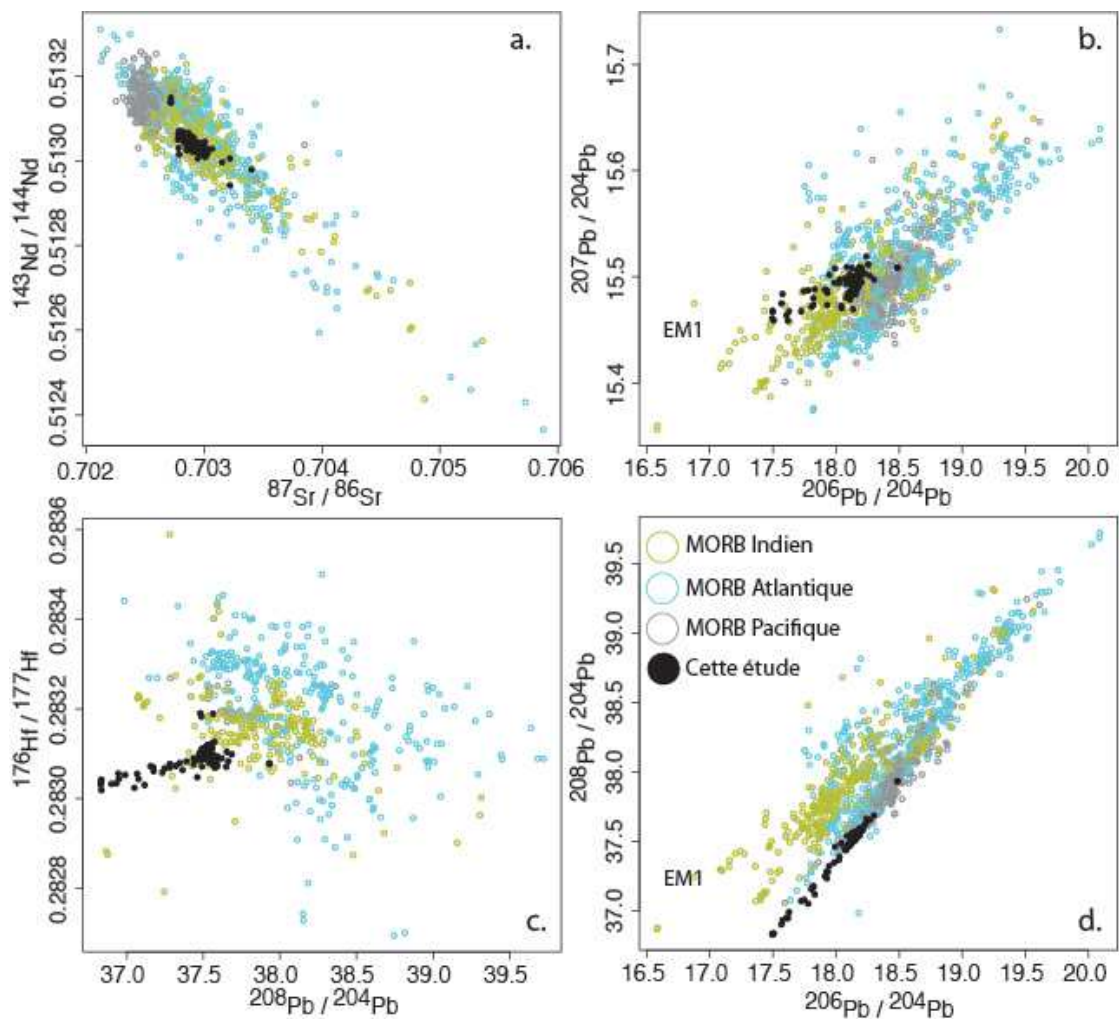 a.
143Nd / 144Nd
0.5132
0.5130
0.5128
0.5126
0.5124
0.702
0.703
0.704
0.705
0.706
87Sr / 86Sr
b.
207Pb / 204Pb
15.7
15.6
15.5
15.4
EM1
16.5 17.0 17.5 18.0 18.5 19.0 19.5 20.0
206Pb / 204Pb
c.
176Hf / 177Hf
0.2836
0.2834
0.2832
0.2830
0.2828
37.0 37.5 38.0 38.5 39.0 39.5
208Pb / 204Pb
MORB Indien
MORB Atlantique
MORB Pacifique
Cette étude
d.
208Pb / 204Pb
39.5
39.0
38.5
38.0
37.5
37.0
EM1
16.5 17.0 17.5 18.0 18.5 19.0 19.5 20.0
206Pb / 204Pb